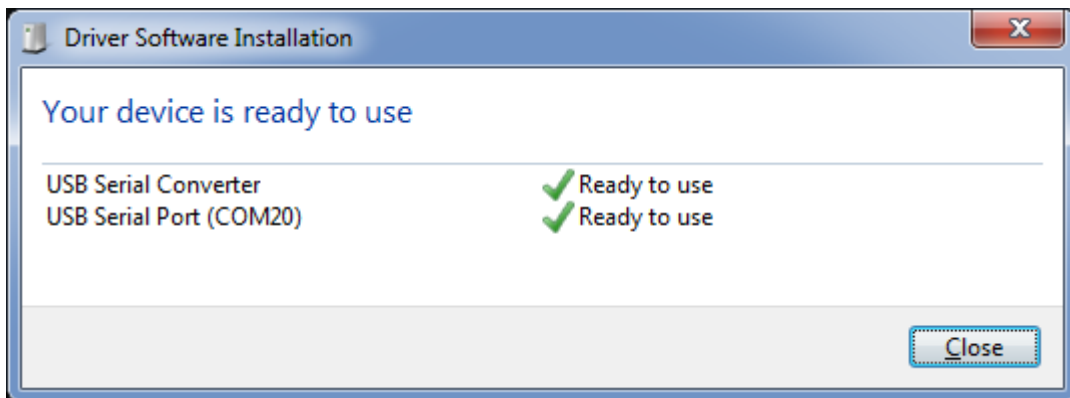 Driver Software Installation
Your device is ready to use
USB Serial Converter Ready to use
USB Serial Port (COM20) Ready to use
Close